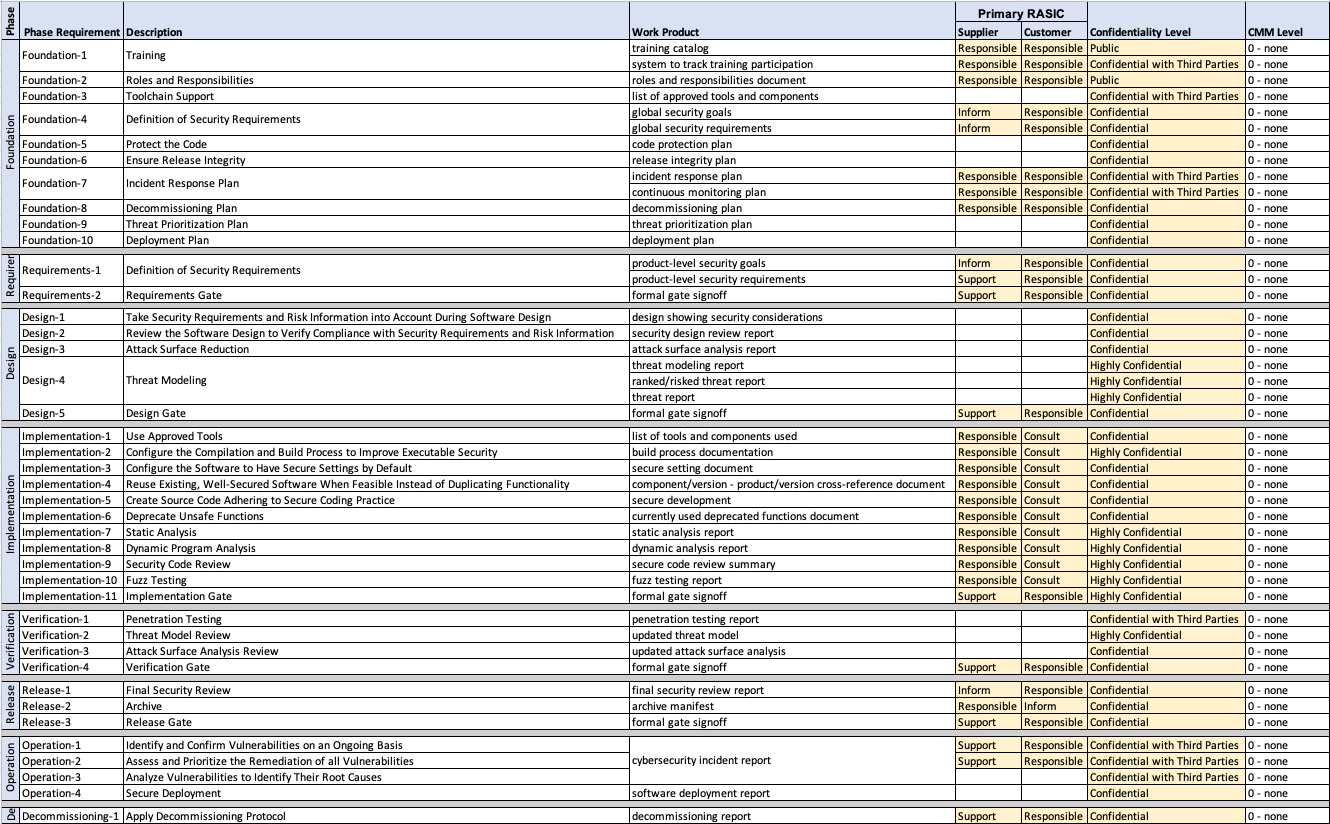 Phase Phase Requirement Description Work Product Primary RASIC Confidentiality Level CMM Level
Supplier Customer
Foundation
Foundation-1 Training training catalog Responsible Responsible Public 0 - none
system to track training participation Responsible Responsible Confidential with Third Parties 0 - none
Foundation-2 Roles and Responsibilities roles and responsibilities document Responsible Responsible Public 0 - none
Foundation-3 Toolchain Support list of approved tools and components Confidential with Third Parties 0 - none
Foundation-4 Definition of Security Requirements global security goals Inform Responsible Confidential 0 - none
global security requirements Inform Responsible Confidential 0 - none
Foundation-5 Protect the Code code protection plan Confidential 0 - none
Foundation-6 Ensure Release Integrity release integrity plan Confidential 0 - none
Foundation-7 Incident Response Plan incident response plan Responsible Responsible Confidential with Third Parties 0 - none
continuous monitoring plan Responsible Responsible Confidential with Third Parties 0 - none
Foundation-8 Decommissioning Plan decommissioning plan Responsible Responsible Confidential 0 - none
Foundation-9 Threat Prioritization Plan threat prioritization plan Confidential 0 - none
Foundation-10 Deployment Plan deployment plan Confidential 0 - none
Requirer
Requirements-1 Definition of Security Requirements product-level security goals Inform Responsible Confidential 0 - none
product-level security requirements Support Responsible Confidential 0 - none
Requirements-2 Requirements Gate formal gate signoff Support Responsible Confidential 0 - none
Design
Design-1 Take Security Requirements and Risk Information into Account During Software Design design showing security considerations Confidential 0 - none
Design-2 Review the Software Design to Verify Compliance with Security Requirements and Risk Information security design review report Confidential 0 - none
Design-3 Attack Surface Reduction attack surface analysis report Confidential 0 - none
Design-4 Threat Modeling threat modeling report Highly Confidential 0 - none
ranked/risked threat report Highly Confidential 0 - none
threat report Highly Confidential 0 - none
Design-5 Design Gate formal gate signoff Support Responsible Confidential 0 - none
Implementation
Implementation-1 Use Approved Tools list of tools and components used Responsible Consult Confidential 0 - none
Implementation-2 Configure the Compilation and Build Process to Improve Executable Security build process documentation Responsible Consult Highly Confidential 0 - none
Implementation-3 Configure the Software to Have Secure Settings by Default secure setting document Responsible Consult Confidential 0 - none
Implementation-4 Reuse Existing, Well-Secured Software When Feasible Instead of Duplicating Functionality component/version - product/version cross-reference document Responsible Consult Confidential 0 - none
Implementation-5 Create Source Code Adhering to Secure Coding Practice secure development Responsible Consult Confidential 0 - none
Implementation-6 Deprecate Unsafe Functions currently used deprecated functions document Responsible Consult Confidential 0 - none
Implementation-7 Static Analysis static analysis report Responsible Consult Highly Confidential 0 - none
Implementation-8 Dynamic Program Analysis dynamic analysis report Responsible Consult Highly Confidential 0 - none
Implementation-9 Security Code Review secure code review summary Responsible Consult Highly Confidential 0 - none
Implementation-10 Fuzz Testing fuzz testing report Responsible Consult Highly Confidential 0 - none
Implementation-11 Implementation Gate formal gate signoff Support Responsible Highly Confidential 0 - none
Verification
Verification-1 Penetration Testing penetration testing report Confidential with Third Parties 0 - none
Verification-2 Threat Model Review updated threat model Highly Confidential 0 - none
Verification-3 Attack Surface Analysis Review updated attack surface analysis Confidential 0 - none
Verification-4 Verification Gate formal gate signoff Support Responsible Confidential 0 - none
Release
Release-1 Final Security Review final security review report Inform Responsible Confidential 0 - none
Release-2 Archive archive manifest Responsible Inform Confidential 0 - none
Release-3 Release Gate formal gate signoff Support Responsible Confidential 0 - none
Operation
Operation-1 Identify and Confirm Vulnerabilities on an Ongoing Basis Support Responsible Confidential with Third Parties 0 - none
Operation-2 Assess and Prioritize the Remediation of all Vulnerabilities cybersecurity incident report Support Responsible Confidential with Third Parties 0 - none
Operation-3 Analyze Vulnerabilities to Identify Their Root Causes Confidential with Third Parties 0 - none
Operation-4 Secure Deployment software deployment report Confidential 0 - none
De
Decommissioning-1 Apply Decommissioning Protocol decommissioning report Support Responsible Confidential 0 - none